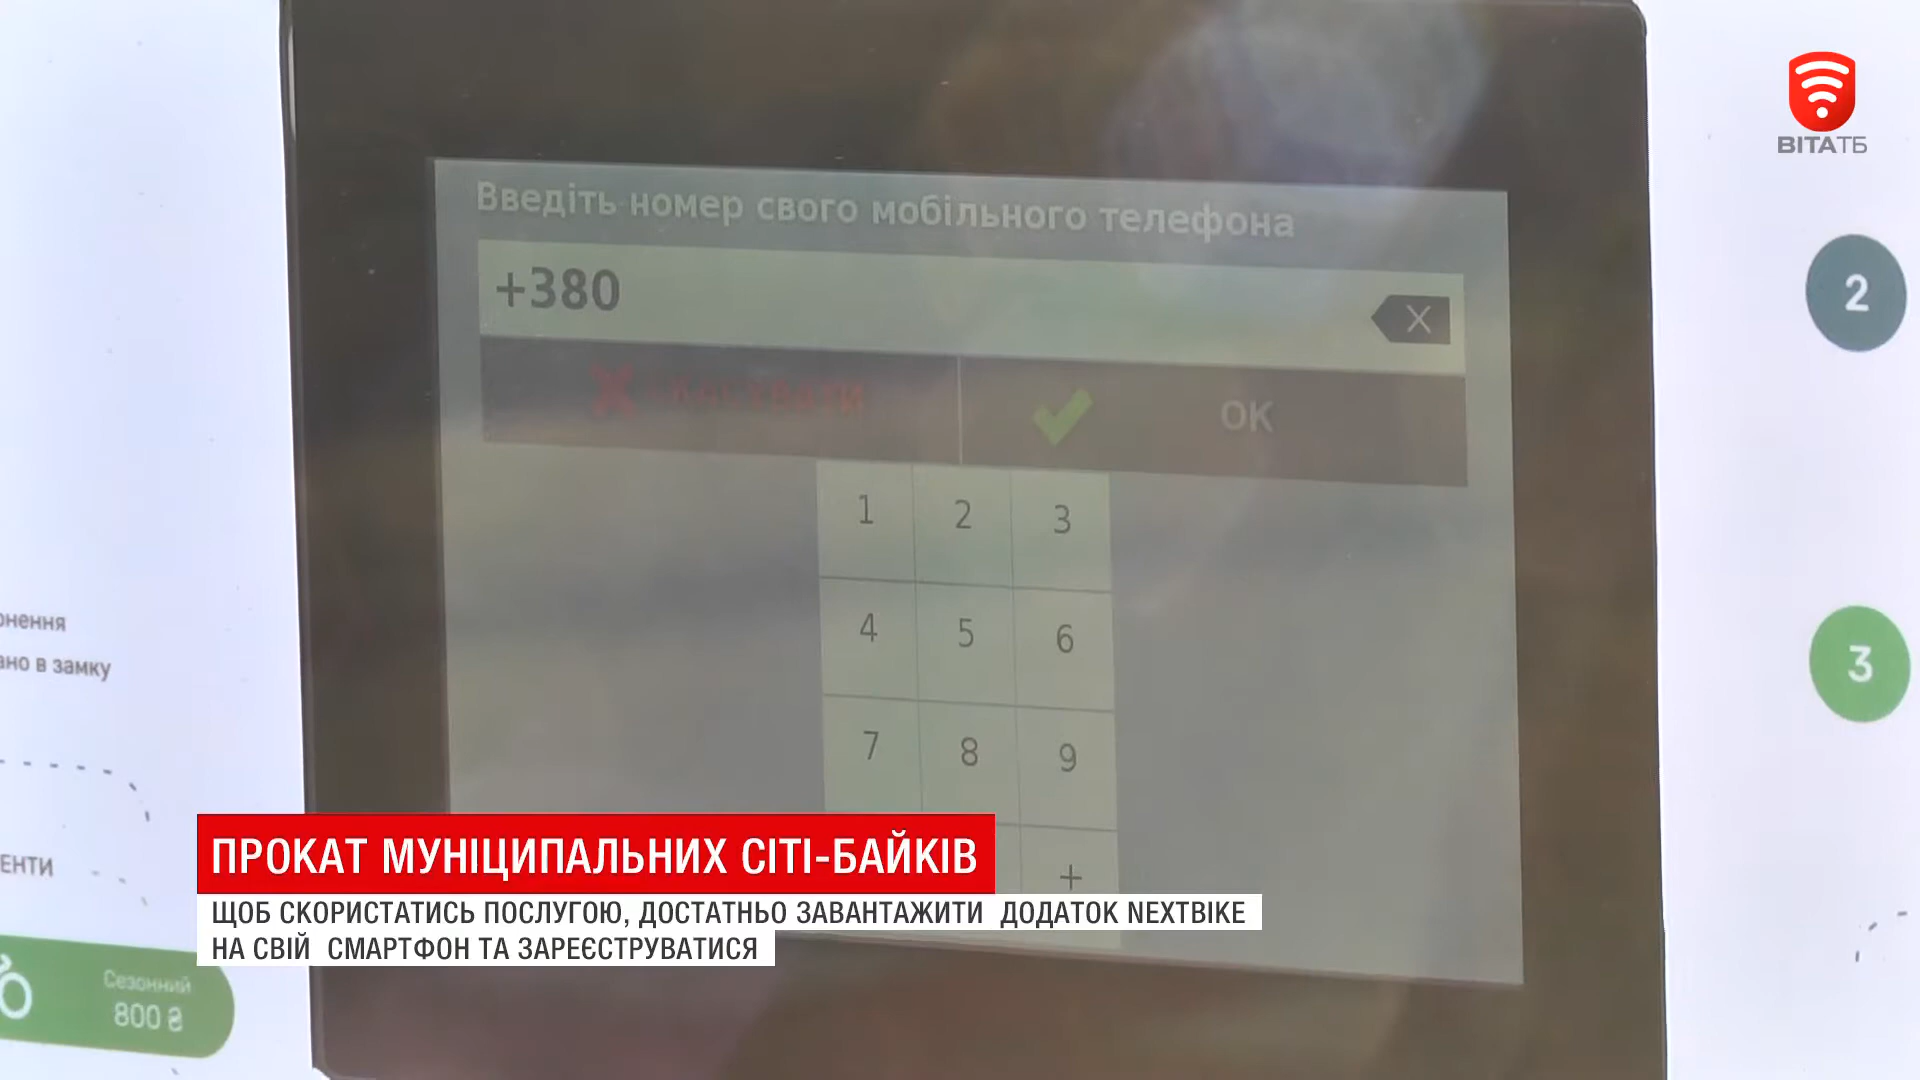 ВІТАТБ
Введіть номер свого мобільного телефона
+380
X
СКАСУВАТИ
OK
1 2 3
4 5 6
7 8 9
+
2
3
ано в замку
ЕНТИ
Сезонний
800 ₴
ПРОКАТ МУНІЦИПАЛЬНИХ СІТІ-БАЙКІВ
ЩОБ СКОРИСТАТИСЬ ПОСЛУГОЮ, ДОСТАТНЬО ЗАВАНТАЖИТИ ДОДАТОК NEXTBIKE
НА СВІЙ СМАРТФОН ТА ЗАРЕЄСТРУВАТИСЯ